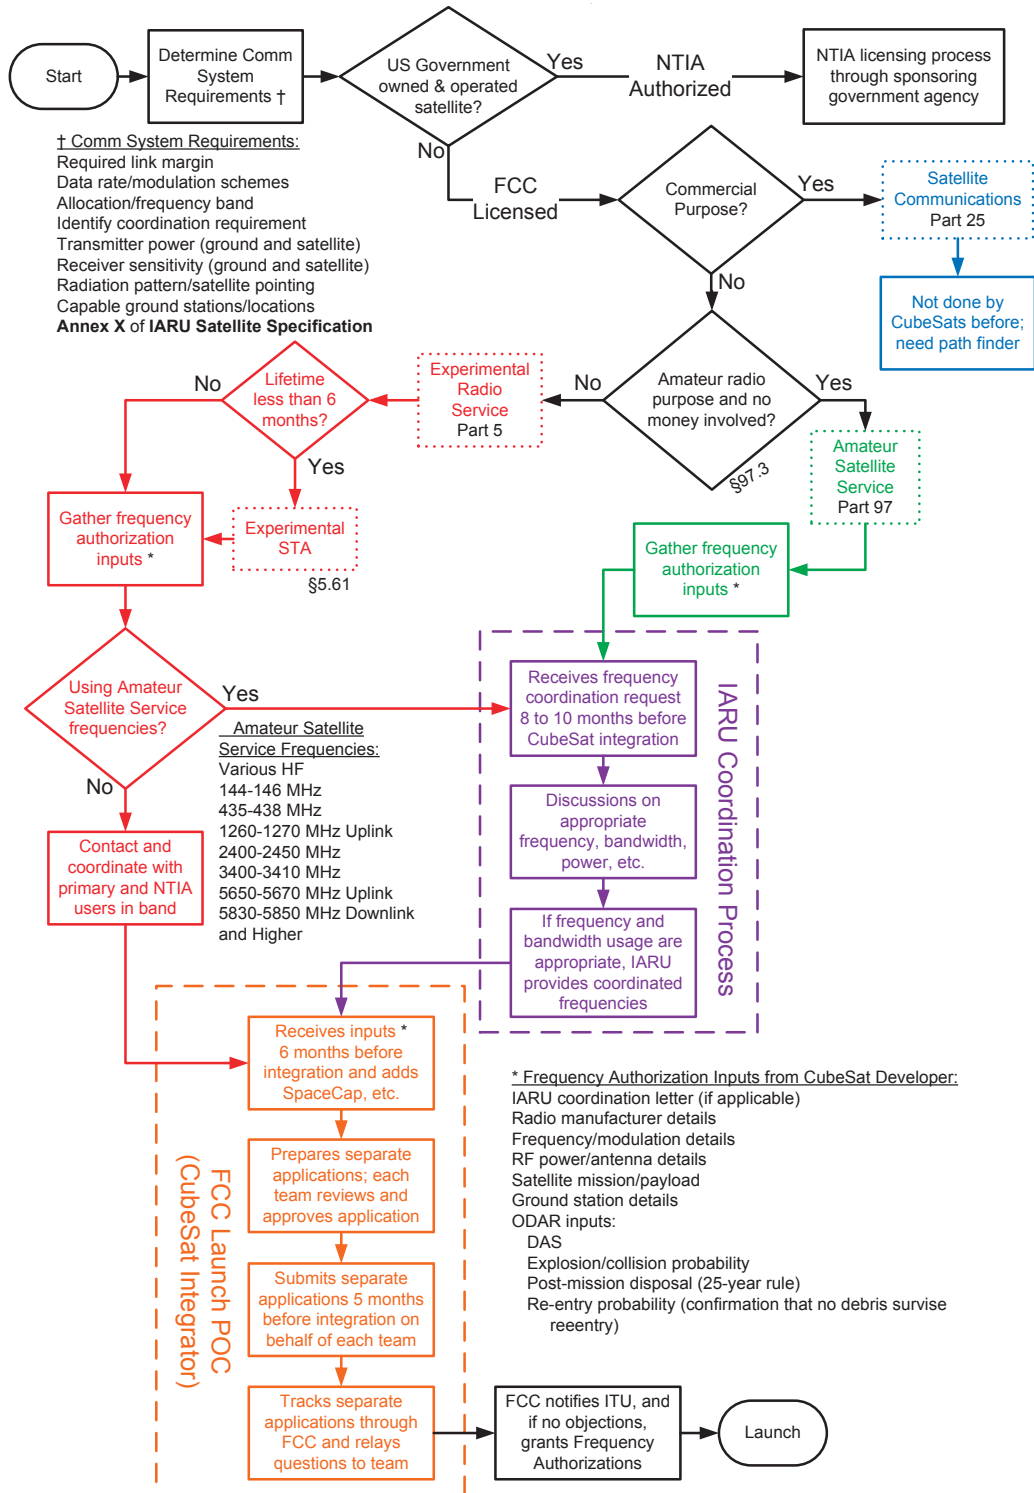 Start
Determine Comm
System
Requirements †
US Government
owned & operated
satellite?
Yes
NTIA
Authorized
NTIA licensing process
through sponsoring
government agency
No
FCC
Licensed
† Comm System Requirements:
Required link margin
Data rate/modulation schemes
Allocation/frequency band
Identify coordination requirement
Transmitter power (ground and satellite)
Receiver sensitivity (ground and satellite)
Radiation pattern/satellite pointing
Capable ground stations/locations
Annex X of IARU Satellite Specification
Commercial
Purpose?
Yes
Satellite
Communications
Part 25
Not done by
CubeSats before;
need path finder
No
Amateur radio
purpose and no
money involved?
§97.3
Yes
Amateur
Satellite
Service
Part 97
No
Experimental
Radio
Service
Part 5
Lifetime
less than 6
months?
No
Yes
Experimental
STA
§5.61
Gather frequency
authorization
inputs *
Gather frequency
authorization
inputs *
Using Amateur
Satellite Service
frequencies?
Yes
No
Amateur Satellite
Service Frequencies:
Various HF
144-146 MHz
435-438 MHz
1260-1270 MHz Uplink
2400-2450 MHz
3400-3410 MHz
5650-5670 MHz Uplink
5830-5850 MHz Downlink
and Higher
Contact and
coordinate with
primary and NTIA
users in band
IARU Coordination Process
Receives frequency
coordination request
8 to 10 months before
CubeSat integration
Discussions on
appropriate
frequency, bandwidth,
power, etc.
If frequency and
bandwidth usage are
appropriate, IARU
provides coordinated
frequencies
FCC Launch POC
(CubeSat Integrator)
Receives inputs *
6 months before
integration and adds
SpaceCap, etc.
Prepares separate
applications; each
team reviews and
approves application
Submits separate
applications 5 months
before integration on
behalf of each team
Tracks separate
applications through
FCC and relays
questions to team
* Frequency Authorization Inputs from CubeSat Developer:
IARU coordination letter (if applicable)
Radio manufacturer details
Frequency/modulation details
RF power/antenna details
Satellite mission/payload
Ground station details
ODAR inputs:
DAS
Explosion/collision probability
Post-mission disposal (25-year rule)
Re-entry probability (confirmation that no debris survise
reeentry)
FCC notifies ITU, and
if no objections,
grants Frequency
Authorizations
Launch